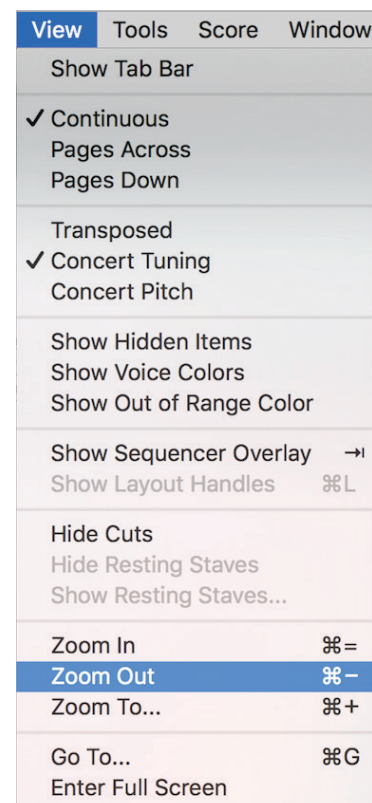 View Tools Score Window
Show Tab Bar
✓ Continuous
Pages Across
Pages Down
Transposed
✓ Concert Tuning
Concert Pitch
Show Hidden Items
Show Voice Colors
Show Out of Range Color
Show Sequencer Overlay ⇥
Show Layout Handles ⌘L
Hide Cuts
Hide Resting Staves
Show Resting Staves...
Zoom In ⌘=
Zoom Out ⌘−
Zoom To... ⌘+
Go To... ⌘G
Enter Full Screen